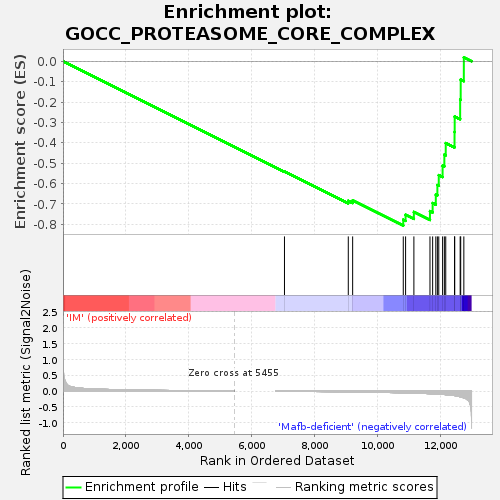 Enrichment plot:
GOCC_PROTEASOME_CORE_COMPLEX
Enrichment score (ES)
0.0
-0.1
-0.2
-0.3
-0.4
-0.5
-0.6
-0.7
-0.8
'IM' (positively correlated)
Ranked list metric (Signal2Noise)
2.5
2.0
1.5
1.0
0.5
0.0
-0.5
-1.0
Zero cross at 5455
'Mafb-deficient' (negatively correlated)
0
2,000
4,000
6,000
8,000
10,000
12,000
Rank in Ordered Dataset
Enrichment profile
Hits
Ranking metric scores